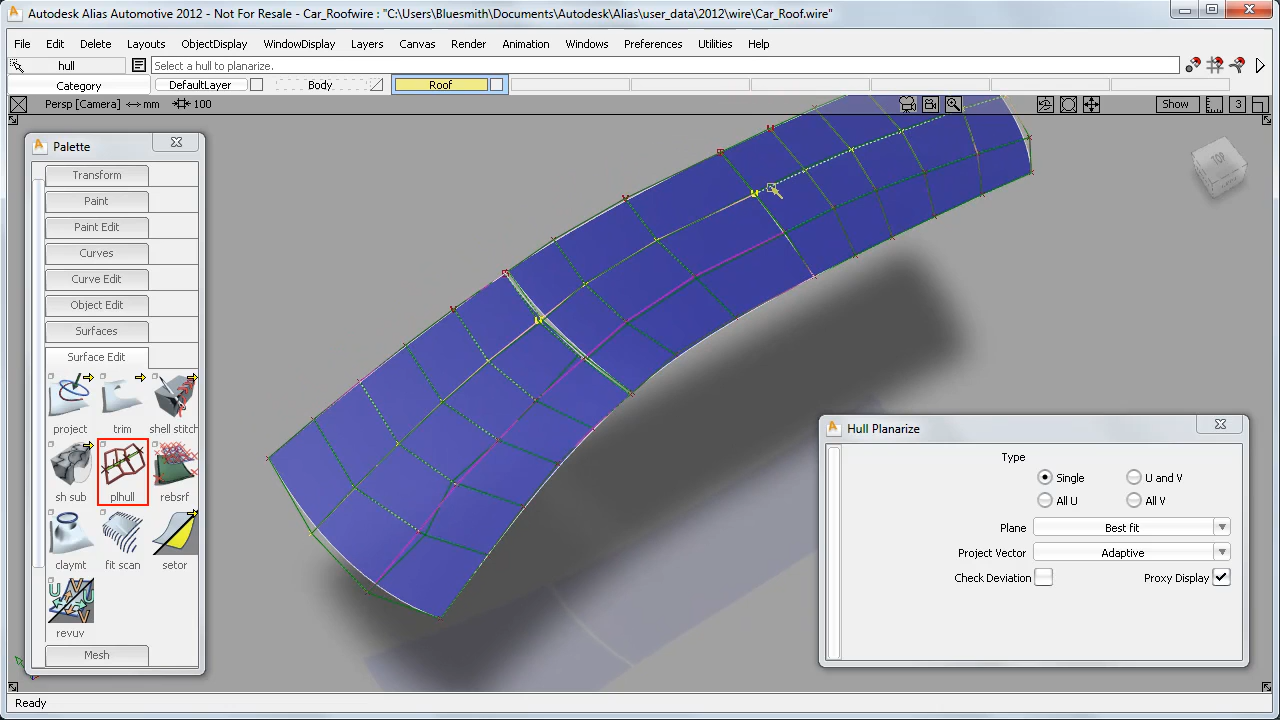 Autodesk Alias Automotive 2012 - Not For Resale - Car_Roofwire : "C:\Users\Bluesmith\Documents\Autodesk\Alias\user_data\2012\wire\Car_Roof.wire"
File Edit Delete Layouts ObjectDisplay WindowDisplay Layers Canvas Render Animation Windows Preferences Utilities Help
hull Select a hull to planarize.
Category DefaultLayer Body Roof
Persp [Camera] mm 100 Show 3
Palette
Transform
Paint
Paint Edit
Curves
Curve Edit
Object Edit
Surfaces
Surface Edit
project trim shell stitch
sh sub plhull rebsrf
claymt fit scan setor
revuv
Mesh
TOP
Hull Planarize
Type
Single U and V
All U All V
Plane Best fit
Project Vector Adaptive
Check Deviation Proxy Display
Ready